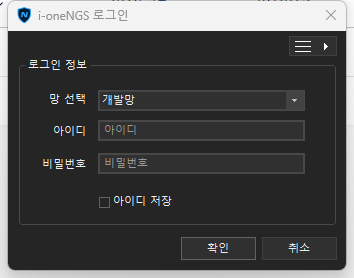 i-oneNGS 로그인
로그인 정보
망 선택 개발망
아이디 아이디
비밀번호 비밀번호
아이디 저장
확인 취소